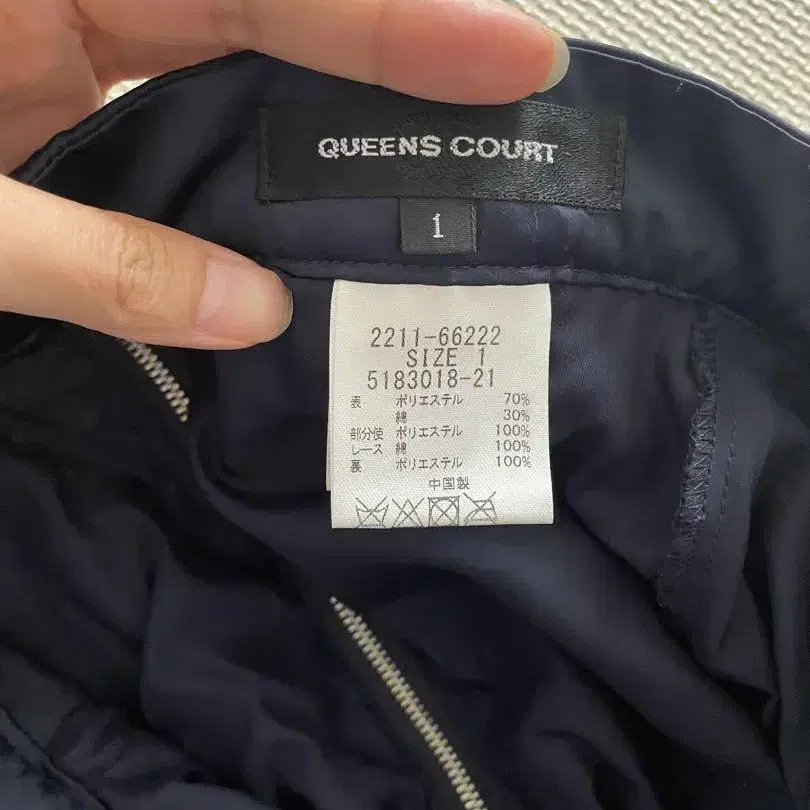 QUEENS COURT
1
2211-66222
SIZE 1
5183018-21
表 ポリエステル 70%
綿 30%
部分使 ポリエステル 100%
レース 綿 100%
裏 ポリエステル 100%
中国製